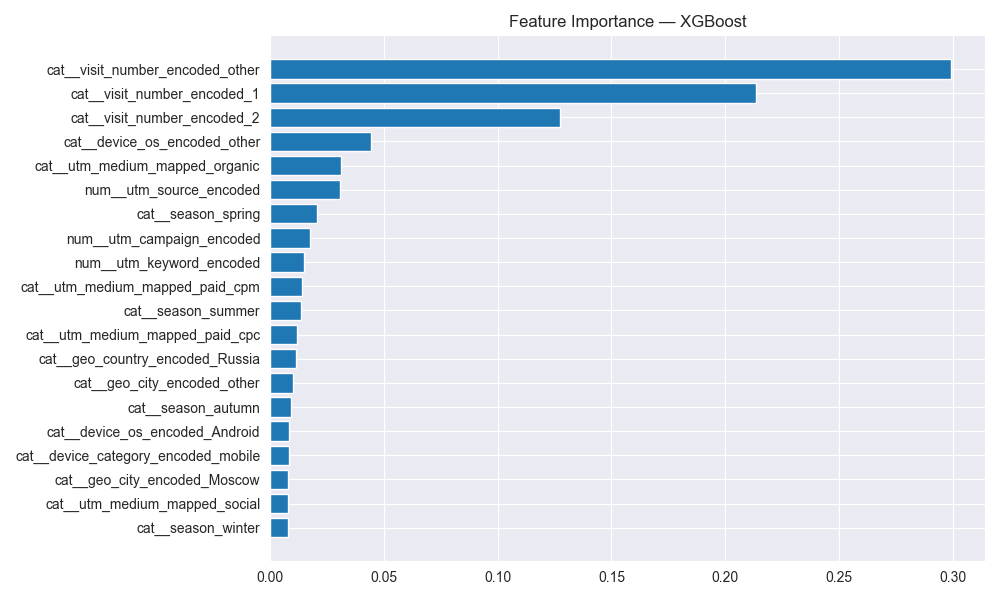 Feature Importance — XGBoost
cat__visit_number_encoded_other
cat__visit_number_encoded_1
cat__visit_number_encoded_2
cat__device_os_encoded_other
cat__utm_medium_mapped_organic
num__utm_source_encoded
cat__season_spring
num__utm_campaign_encoded
num__utm_keyword_encoded
cat__utm_medium_mapped_paid_cpm
cat__season_summer
cat__utm_medium_mapped_paid_cpc
cat__geo_country_encoded_Russia
cat__geo_city_encoded_other
cat__season_autumn
cat__device_os_encoded_Android
cat__device_category_encoded_mobile
cat__geo_city_encoded_Moscow
cat__utm_medium_mapped_social
cat__season_winter
0.00 0.05 0.10 0.15 0.20 0.25 0.30